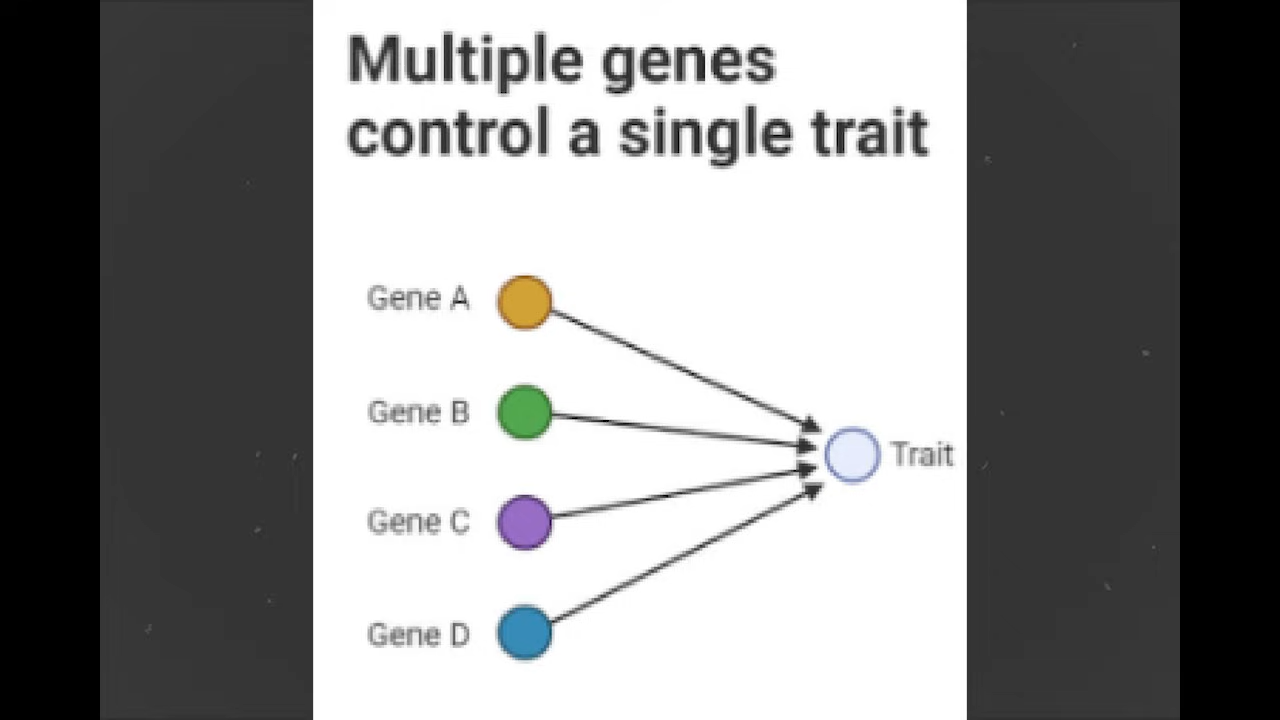 Multiple genes
control a single trait
Gene A
Gene B
Trait
Gene C
Gene D